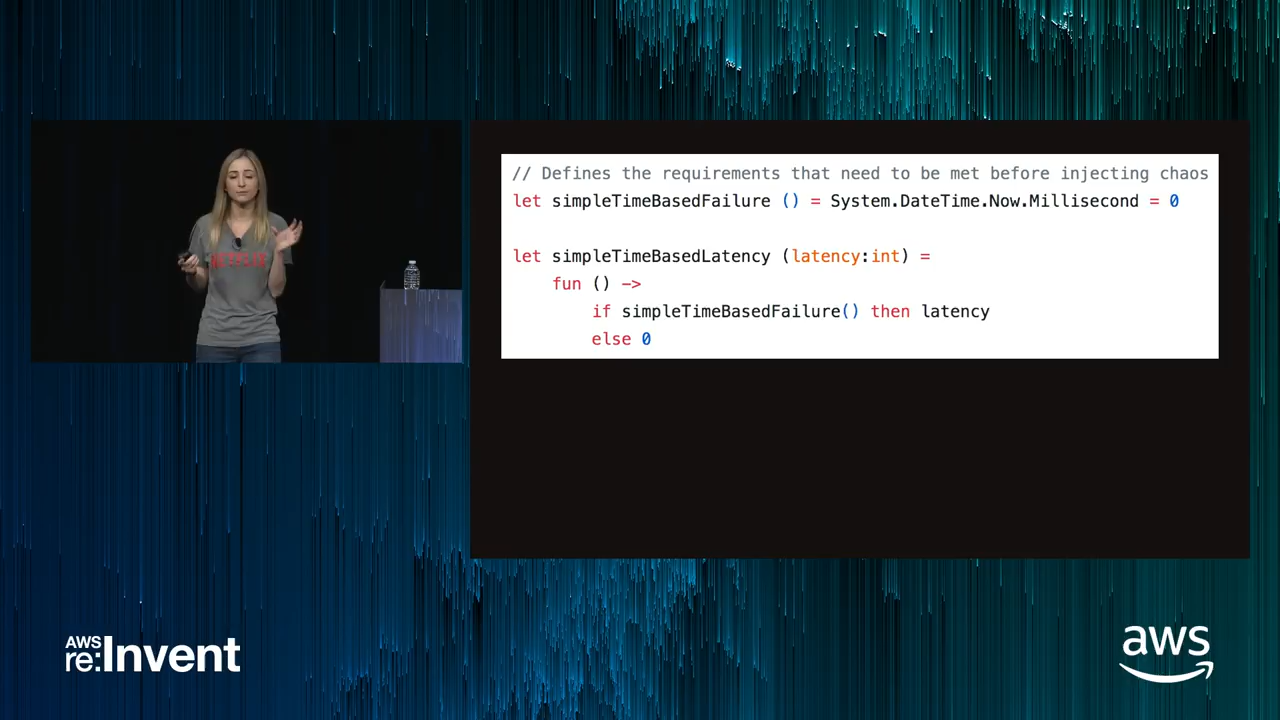 NETFLIX
// Defines the requirements that need to be met before injecting chaos
let simpleTimeBasedFailure () = System.DateTime.Now.Millisecond = 0
let simpleTimeBasedLatency (latency:int) =
fun () ->
if simpleTimeBasedFailure() then latency
else 0
AWS
re:Invent
aws